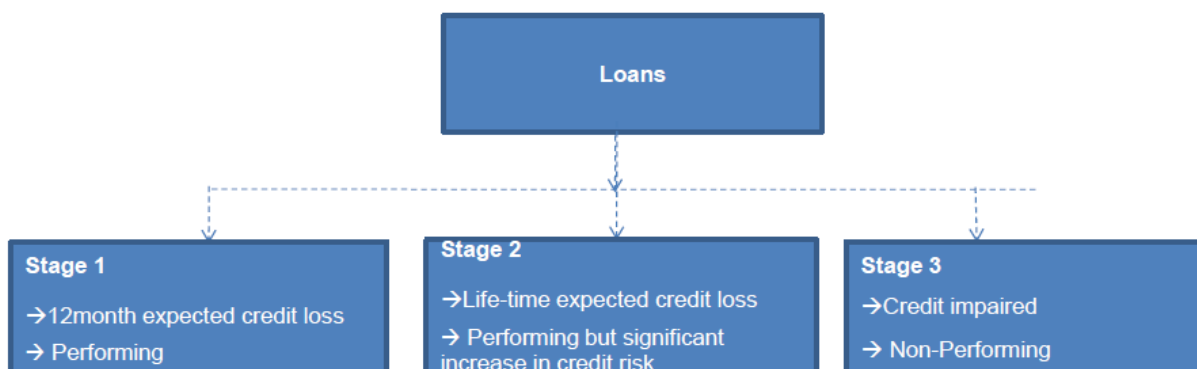 Loans
Stage 1
→12month expected credit loss
→ Performing
Stage 2
→Life-time expected credit loss
→ Performing but significant
increase in credit risk
Stage 3
→Credit impaired
→ Non-Performing